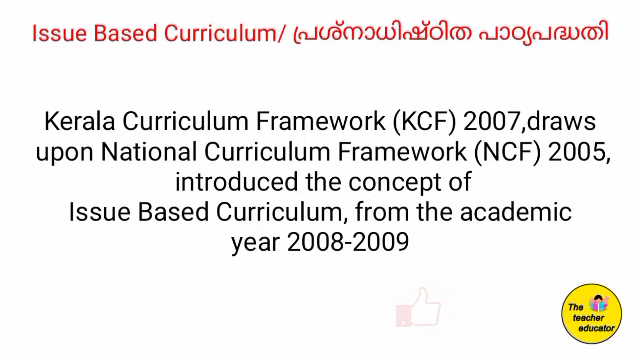 Issue Based Curriculum/ പ്രശ്നാധിഷ്ഠിത പാഠ്യപദ്ധതി
Kerala Curriculum Framework (KCF) 2007,draws
upon National Curriculum Framework (NCF) 2005,
introduced the concept of
Issue Based Curriculum, from the academic
year 2008-2009
The
teacher
educator